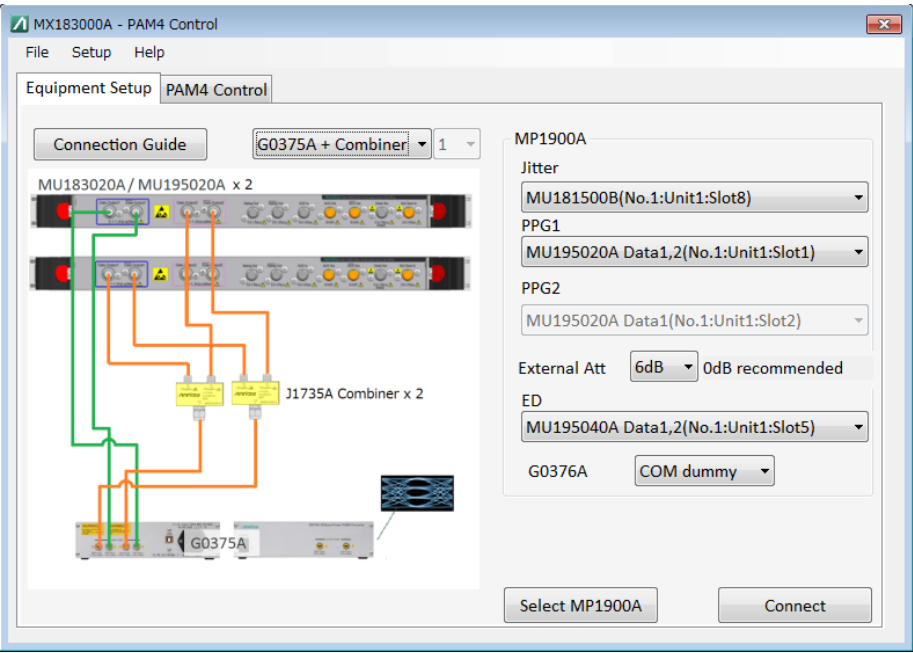 MX183000A - PAM4 Control
File Setup Help
Equipment Setup PAM4 Control
Connection Guide
G0375A + Combiner 1
MU183020A / MU195020A x 2
J1735A Combiner x 2
G0375A
MP1900A
Jitter
MU181500B(No.1:Unit1:Slot8)
PPG1
MU195020A Data1,2(No.1:Unit1:Slot1)
PPG2
MU195020A Data1(No.1:Unit1:Slot2)
External Att 6dB 0dB recommended
ED
MU195040A Data1,2(No.1:Unit1:Slot5)
G0376A COM dummy
Select MP1900A Connect